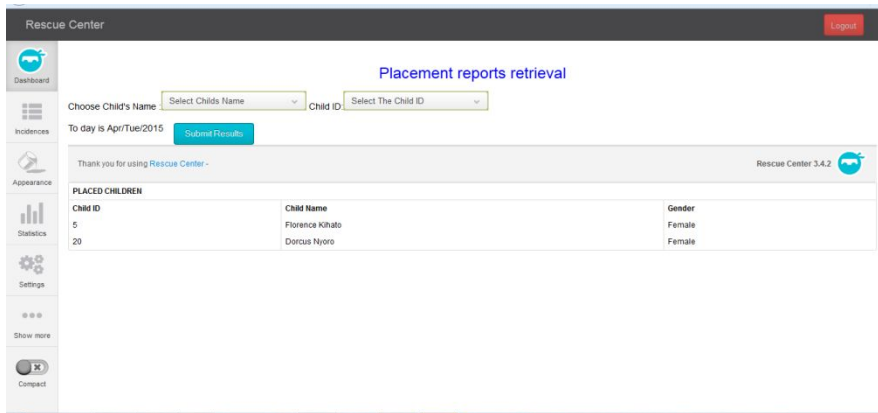 Rescue Center
Logout
Dashboard
Incidences
Appearance
Statistics
Settings
Show more
Compact
Placement reports retrieval
Choose Child's Name : Select Childs Name Child ID: Select The Child ID
To day is Apr/Tue/2015 Submit Results
Thank you for using Rescue Center - Rescue Center 3.4.2
PLACED CHILDREN
Child ID Child Name Gender
5 Florence Kihato Female
20 Dorcus Nyoro Female